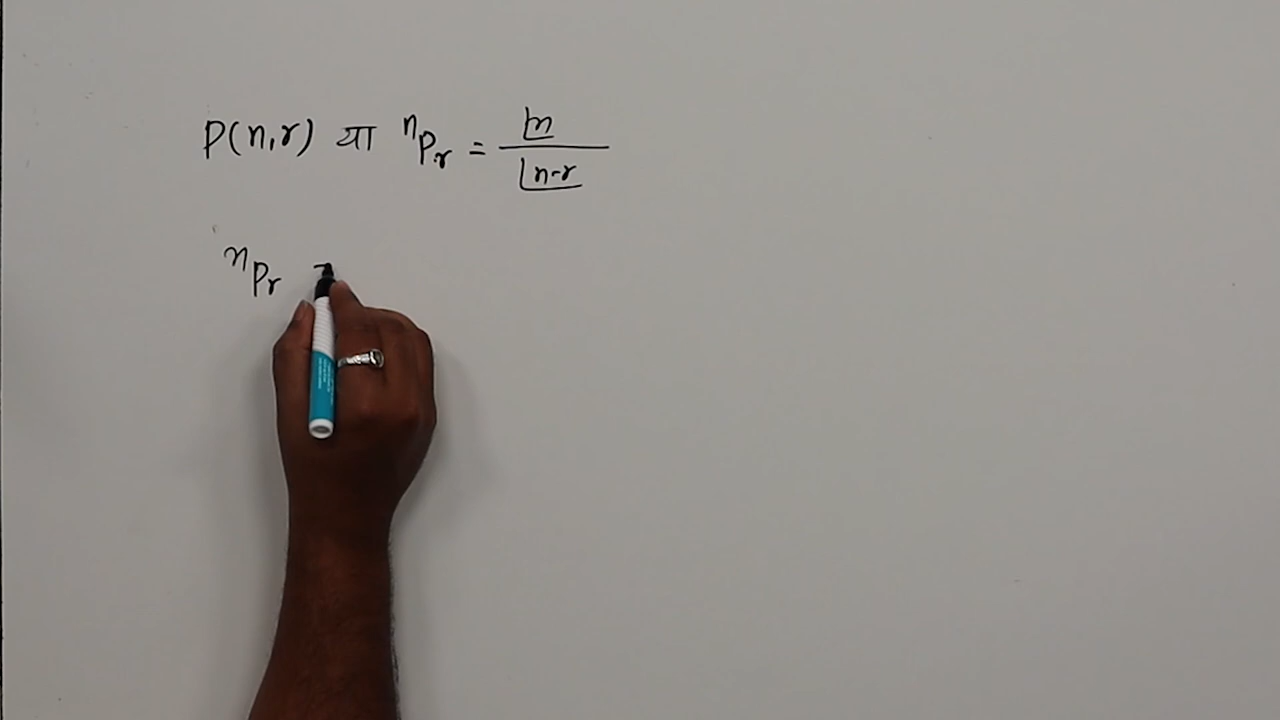 P(n,r) या ⁿPᵣ = |n / |n-r
ⁿPᵣ =